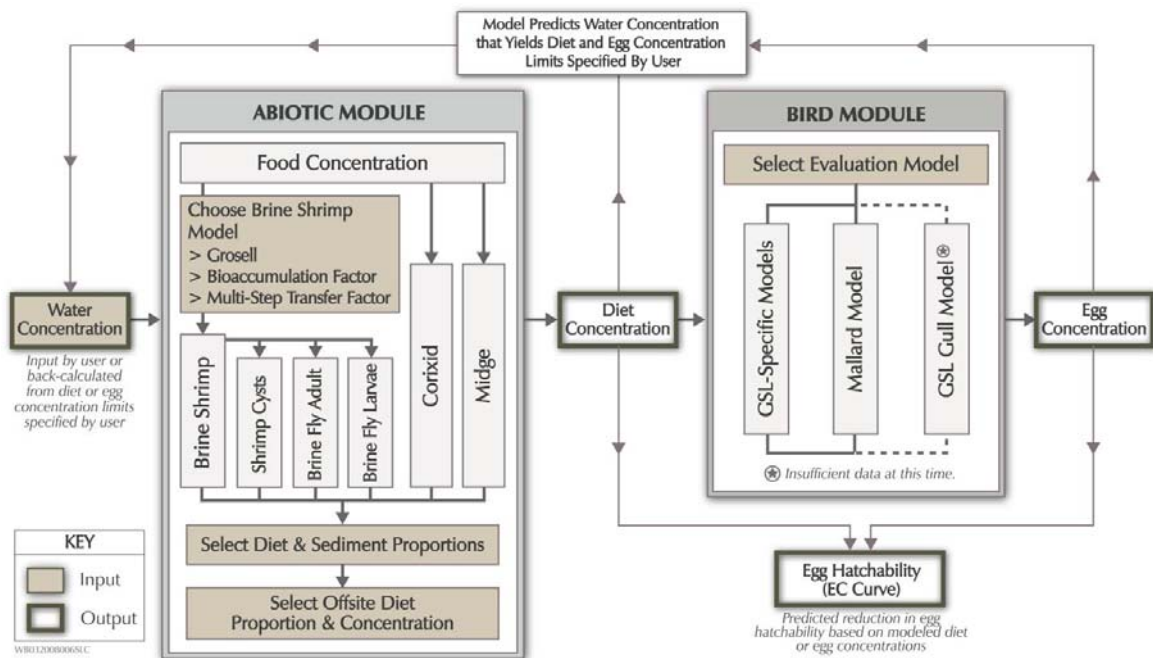 Model Predicts Water Concentration
that Yields Diet and Egg Concentration
Limits Specified By User
ABIOTIC MODULE
Food Concentration
Choose Brine Shrimp
Model
> Grosell
> Bioaccumulation Factor
> Multi-Step Transfer Factor
Brine Shrimp
Shrimp Cysts
Brine Fly Adult
Brine Fly Larvae
Corixid
Midge
Select Diet & Sediment Proportions
Select Offsite Diet
Proportion & Concentration
BIRD MODULE
Select Evaluation Model
GSL-Specific Models
Mallard Model
GSL Gull Model⍟
⍟ Insufficient data at this time.
Water
Concentration
Input by user or
back-calculated
from diet or egg
concentration limits
specified by user
Diet
Concentration
Egg
Concentration
Egg Hatchability
(EC Curve)
Predicted reduction in egg
hatchability based on modeled diet
or egg concentrations
KEY
Input
Output
WB032008006SLC